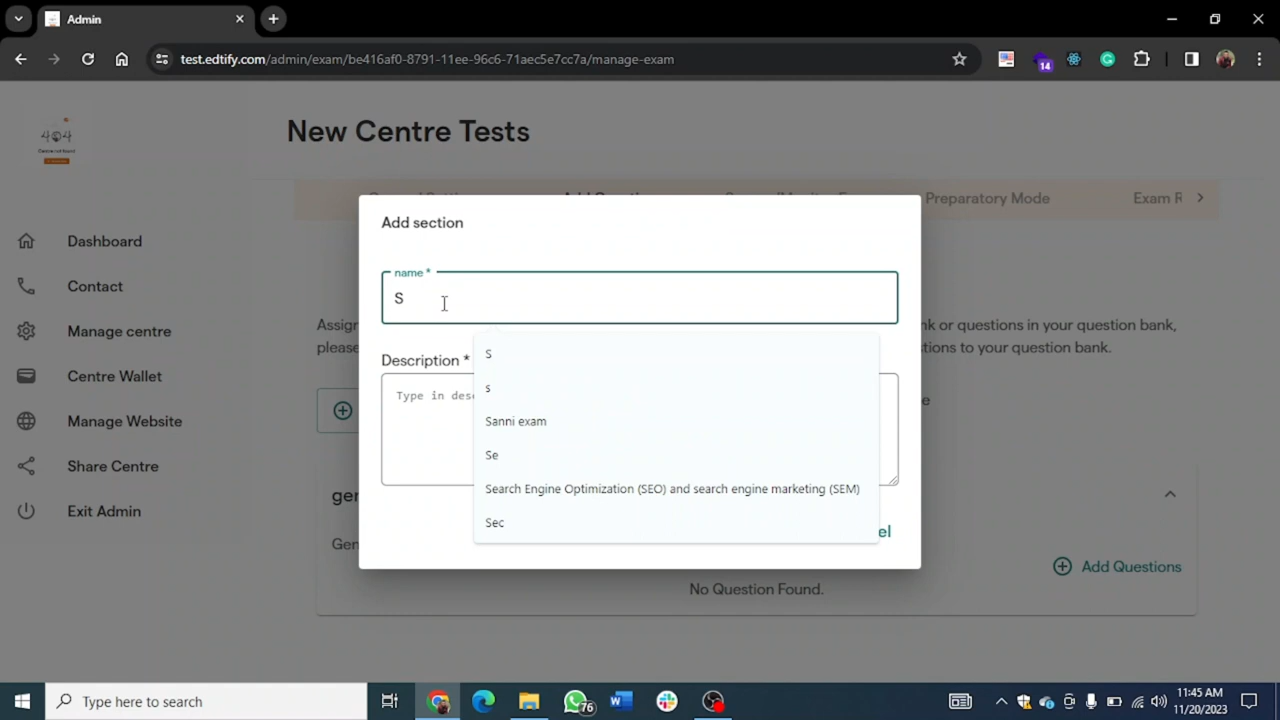 Admin
test.edtify.com/admin/exam/be416af0-8791-11ee-96c6-71aec5e7cc7a/manage-exam
14
404
New Centre Tests
Preparatory Mode
Exam R
Add section
name *
S
Dashboard
Contact
Manage centre
Centre Wallet
Manage Website
Share Centre
Exit Admin
Assig
nk or questions in your question bank,
please
stions to your question bank.
Description *
Type in desc
S
s
Sanni exam
Se
Search Engine Optimization (SEO) and search engine marketing (SEM)
Sec
e
gen
Gen
el
Add Questions
No Question Found.
Type here to search
76
11:45 AM
11/20/2023